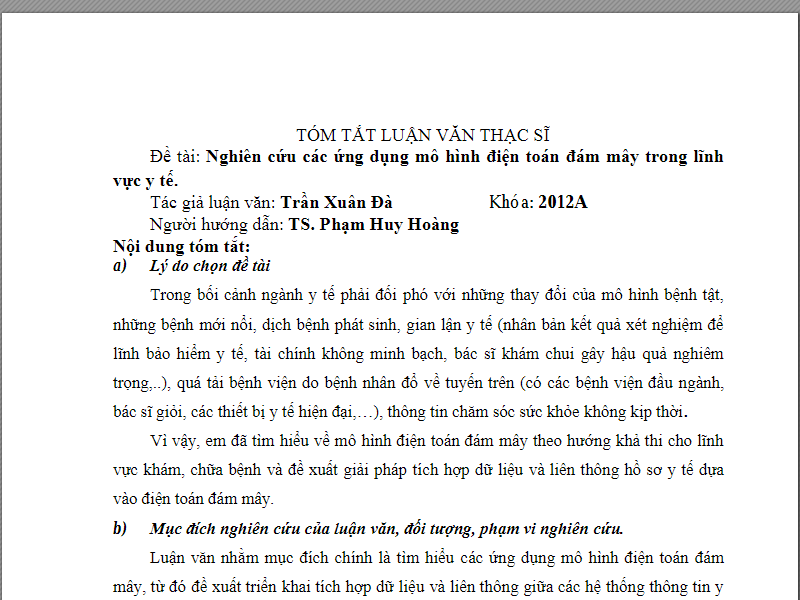 TÓM TẮT LUẬN VĂN THẠC SĨ
Đề tài: Nghiên cứu các ứng dụng mô hình điện toán đám mây trong lĩnh
vực y tế.
Tác giả luận văn: Trần Xuân Đà Khóa: 2012A
Người hướng dẫn: TS. Phạm Huy Hoàng
Nội dung tóm tắt:
a) Lý do chọn đề tài
Trong bối cảnh ngành y tế phải đối phó với những thay đổi của mô hình bệnh tật,
những bệnh mới nổi, dịch bệnh phát sinh, gian lận y tế (nhân bản kết quả xét nghiệm để
lĩnh bảo hiểm y tế, tài chính không minh bạch, bác sĩ khám chui gây hậu quả nghiêm
trọng,..), quá tải bệnh viện do bệnh nhân đổ về tuyến trên (có các bệnh viện đầu ngành,
bác sĩ giỏi, các thiết bị y tế hiện đại,…), thông tin chăm sóc sức khỏe không kịp thời.
Vì vậy, em đã tìm hiểu về mô hình điện toán đám mây theo hướng khả thi cho lĩnh
vực khám, chữa bệnh và đề xuất giải pháp tích hợp dữ liệu và liên thông hồ sơ y tế dựa
vào điện toán đám mây.
b) Mục đích nghiên cứu của luận văn, đối tượng, phạm vi nghiên cứu.
Luận văn nhằm mục đích chính là tìm hiểu các ứng dụng mô hình điện toán đám
mây, từ đó đề xuất triển khai tích hợp dữ liệu và liên thông giữa các hệ thống thông tin y